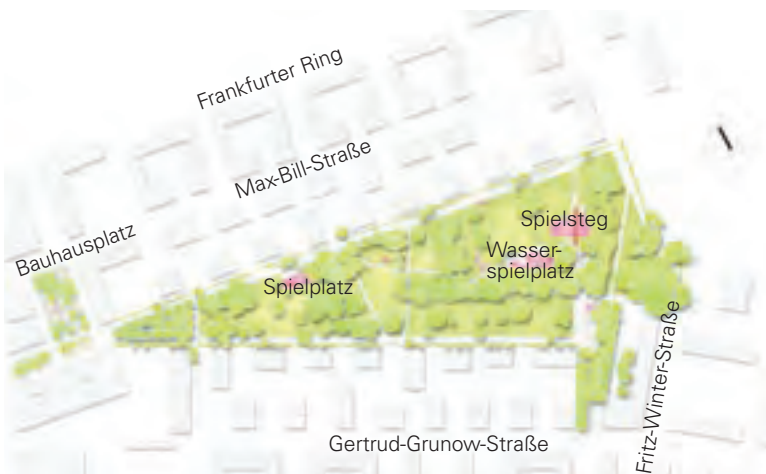 Frankfurter Ring
Max-Bill-Straße
Bauhausplatz
Spielsteg
Wasser-
spielplatz
Spielplatz
Fritz-Winter-Straße
Gertrud-Grunow-Straße